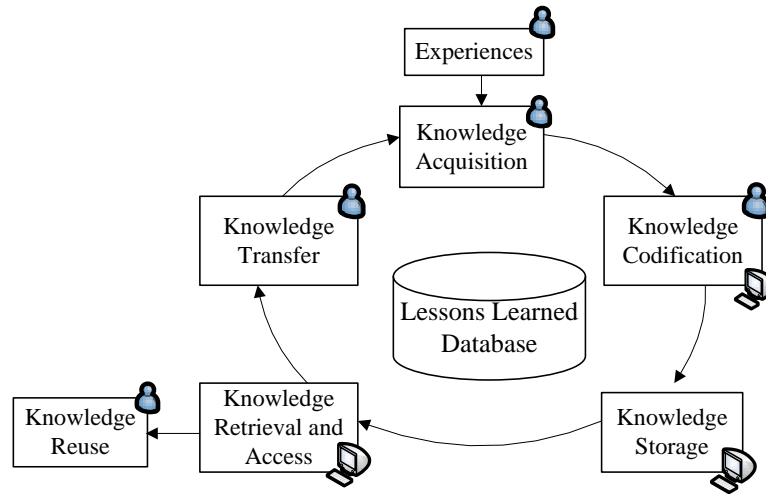 Experiences
Knowledge
Acquisition
Knowledge
Transfer
Knowledge
Codification
Lessons Learned
Database
Knowledge
Reuse
Knowledge
Retrieval and
Access
Knowledge
Storage